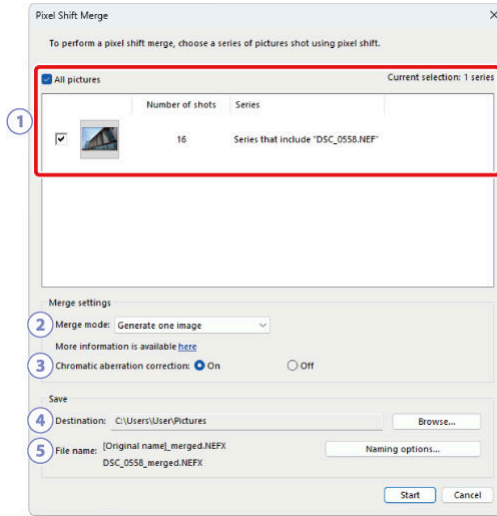 Pixel Shift Merge
To perform a pixel shift merge, choose a series of pictures shot using pixel shift.
All pictures
Current selection: 1 series
1
Number of shots Series
16 Series that include "DSC_0558.NEF"
Merge settings
2 Merge mode: Generate one image
More information is available here
3 Chromatic aberration correction: On Off
Save
4 Destination: C:\Users\User\Pictures Browse...
5 File name: [Original name]_merged.NEFX Naming options...
DSC_0558_merged.NEFX
Start Cancel